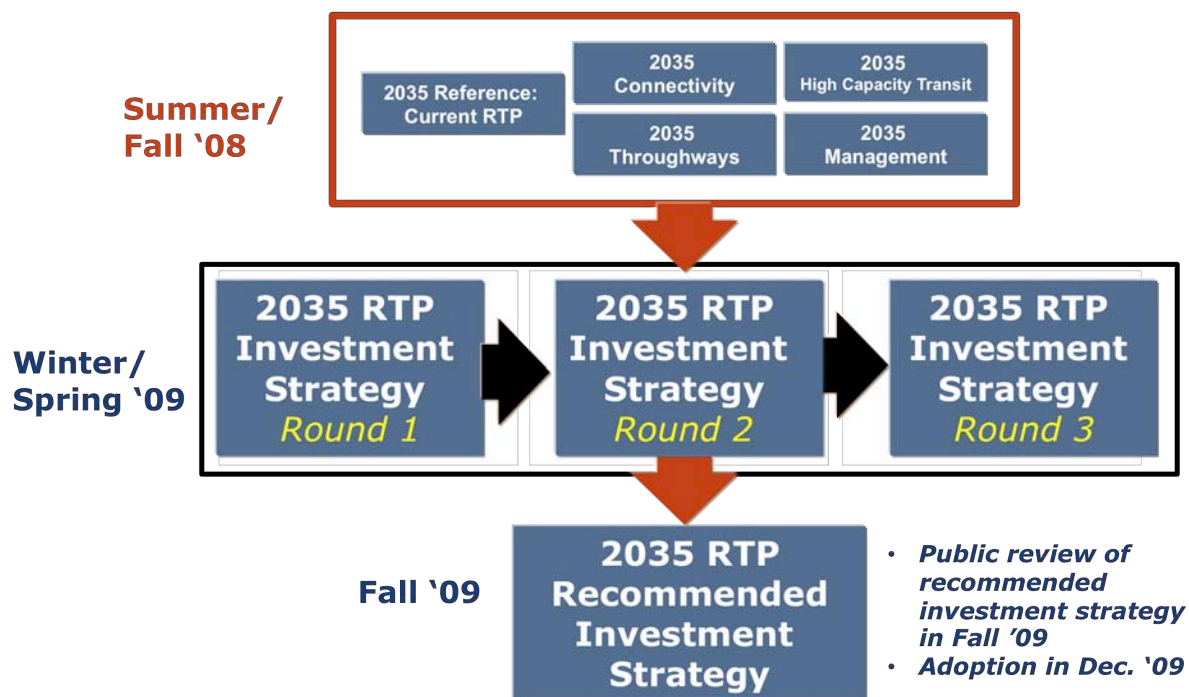 Summer/
Fall ‘08
2035 Reference:
Current RTP
2035
Connectivity
2035
High Capacity Transit
2035
Throughways
2035
Management
Winter/
Spring ‘09
2035 RTP
Investment
Strategy
Round 1
2035 RTP
Investment
Strategy
Round 2
2035 RTP
Investment
Strategy
Round 3
Fall ‘09
2035 RTP
Recommended
Investment
Strategy
• Public review of
recommended
investment strategy
in Fall ’09
• Adoption in Dec. ‘09